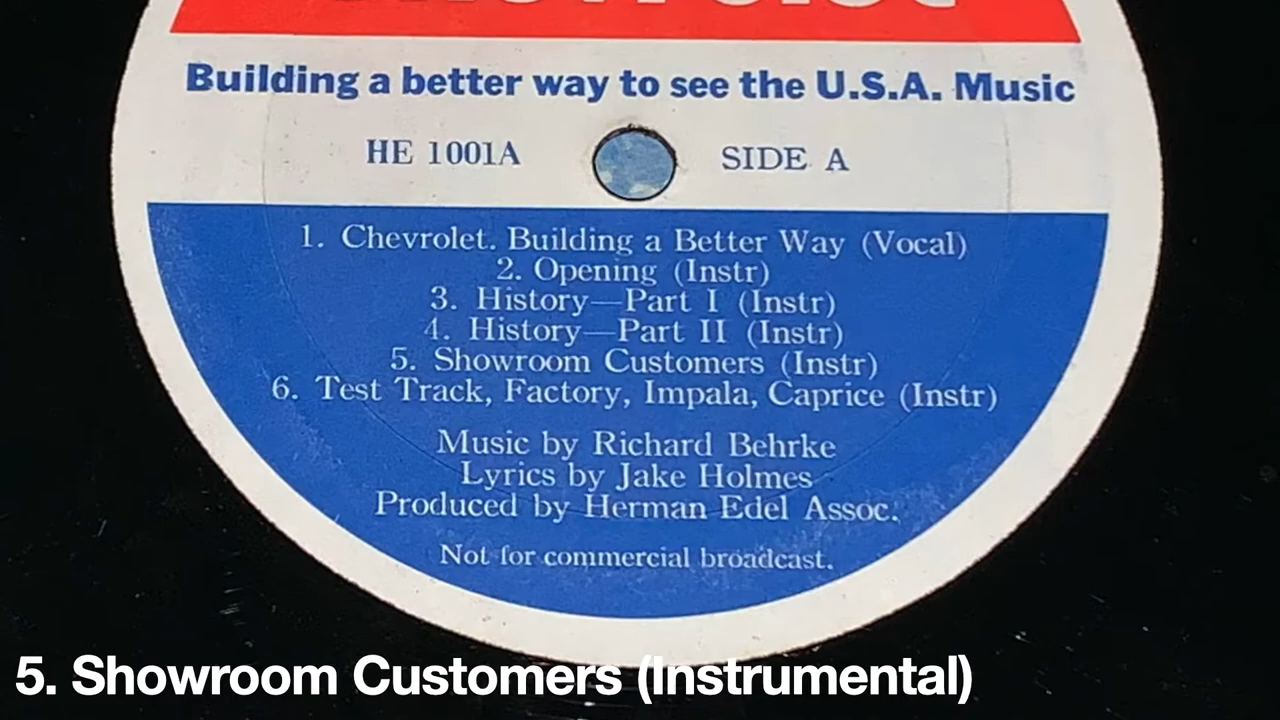 Building a better way to see the U.S.A. Music
HE 1001A
SIDE A
1. Chevrolet. Building a Better Way (Vocal)
2. Opening (Instr)
3. History—Part I (Instr)
4. History—Part II (Instr)
5. Showroom Customers (Instr)
6. Test Track, Factory, Impala, Caprice (Instr)
Music by Richard Behrke
Lyrics by Jake Holmes
Produced by Herman Edel Assoc.
Not for commercial broadcast.
5. Showroom Customers (Instrumental)